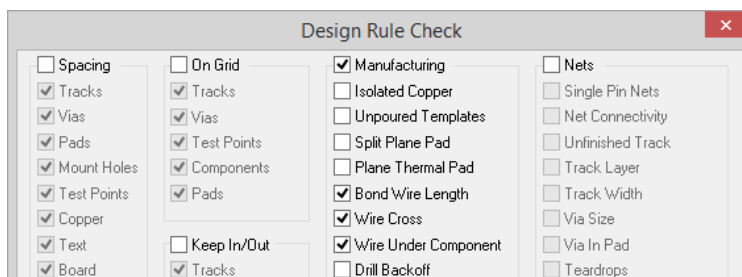 Design Rule Check
×
Spacing
Tracks
Vias
Pads
Mount Holes
Test Points
Copper
Text
Board
On Grid
Tracks
Vias
Test Points
Components
Pads
Keep In/Out
Tracks
Manufacturing
Isolated Copper
Unpoured Templates
Split Plane Pad
Plane Thermal Pad
Bond Wire Length
Wire Cross
Wire Under Component
Drill Backoff
Nets
Single Pin Nets
Net Connectivity
Unfinished Track
Track Layer
Track Width
Via Size
Via In Pad
Teardrops